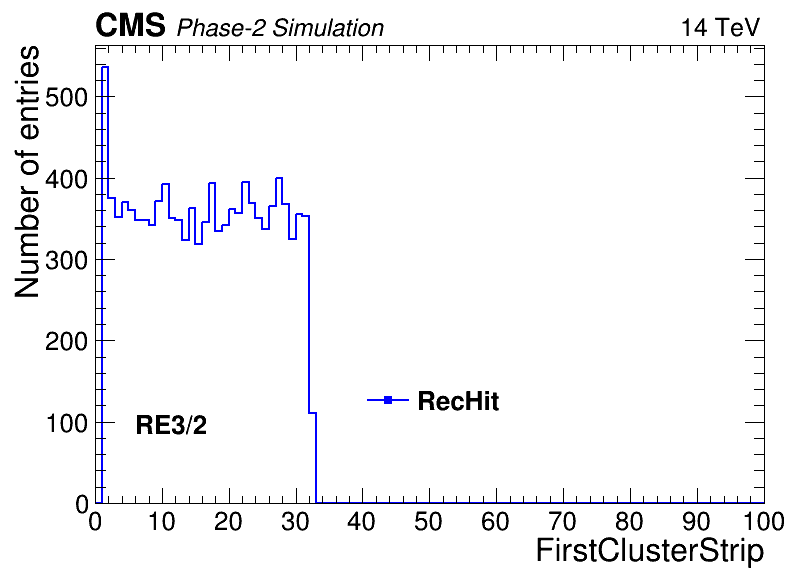 CMS Phase-2 Simulation 14 TeV
Number of entries
500
400
300
200
100
0
RE3/2
RecHit
0 10 20 30 40 50 60 70 80 90 100
FirstClusterStrip